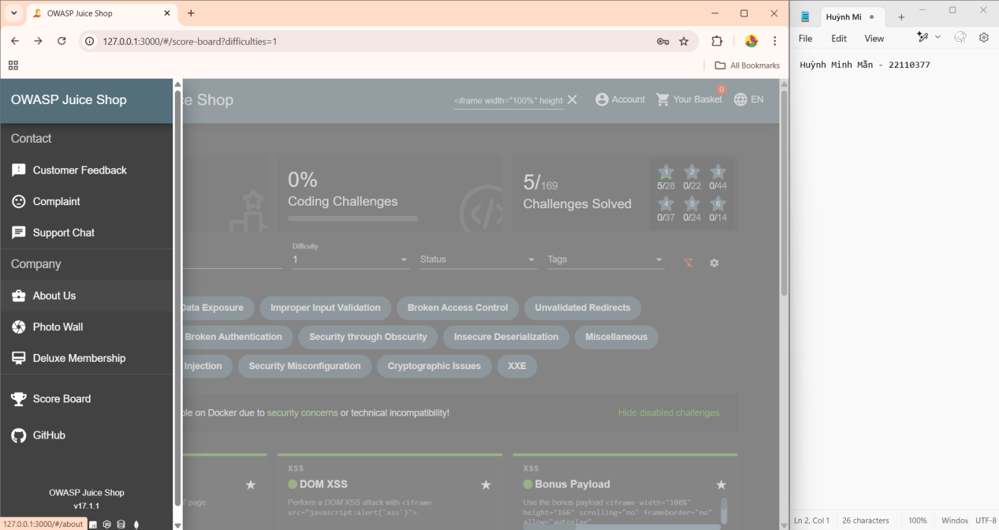 OWASP Juice Shop
127.0.0.1:3000/#/score-board?difficulties=1
All Bookmarks
OWASP Juice Shop
Contact
Customer Feedback
Complaint
Support Chat
Company
About Us
Photo Wall
Deluxe Membership
Score Board
GitHub
OWASP Juice Shop
v17.1.1
127.0.0.1:3000/#/about
Shop
<iframe width="100%" height:
Account
Your Basket
0
EN
0%
Coding Challenges
5/169
Challenges Solved
1 2 3
5/28 0/22 0/44
4 5 6
0/37 0/24 0/14
Difficulty
1
Status
Tags
Data Exposure
Improper Input Validation
Broken Access Control
Unvalidated Redirects
Broken Authentication
Security through Obscurity
Insecure Deserialization
Miscellaneous
Injection
Security Misconfiguration
Cryptographic Issues
XXE
on Docker due to security concerns or technical incompatibility!
Hide disabled challenges
page.
XSS
DOM XSS
Perform a DOM XSS attack with <iframe
src="javascript:alert(`xss`)">.
XSS
Bonus Payload
Use the bonus payload <iframe width="100%"
height="166" scrolling="no" frameborder="no"
allow="autoplay"
Huỳnh Mi
File Edit View
Huỳnh Minh Mẫn - 22110377
Ln 2, Col 1
26 characters
100%
Window
UTF-8